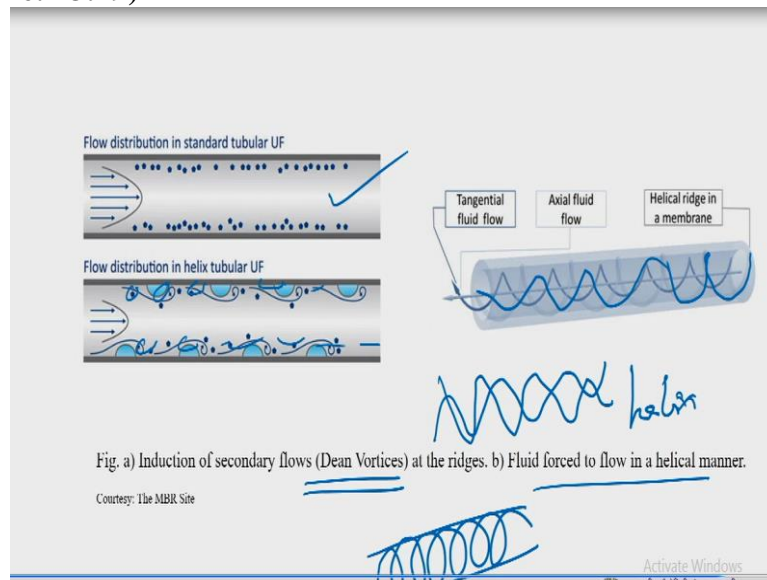 Flow distribution in standard tubular UF
Flow distribution in helix tubular UF
Tangential
fluid flow
Axial fluid
flow
Helical ridge in
a membrane
helix
Fig. a) Induction of secondary flows (Dean Vortices) at the ridges. b) Fluid forced to flow in a helical manner.
Courtesy: The MBR Site
Activate Windows